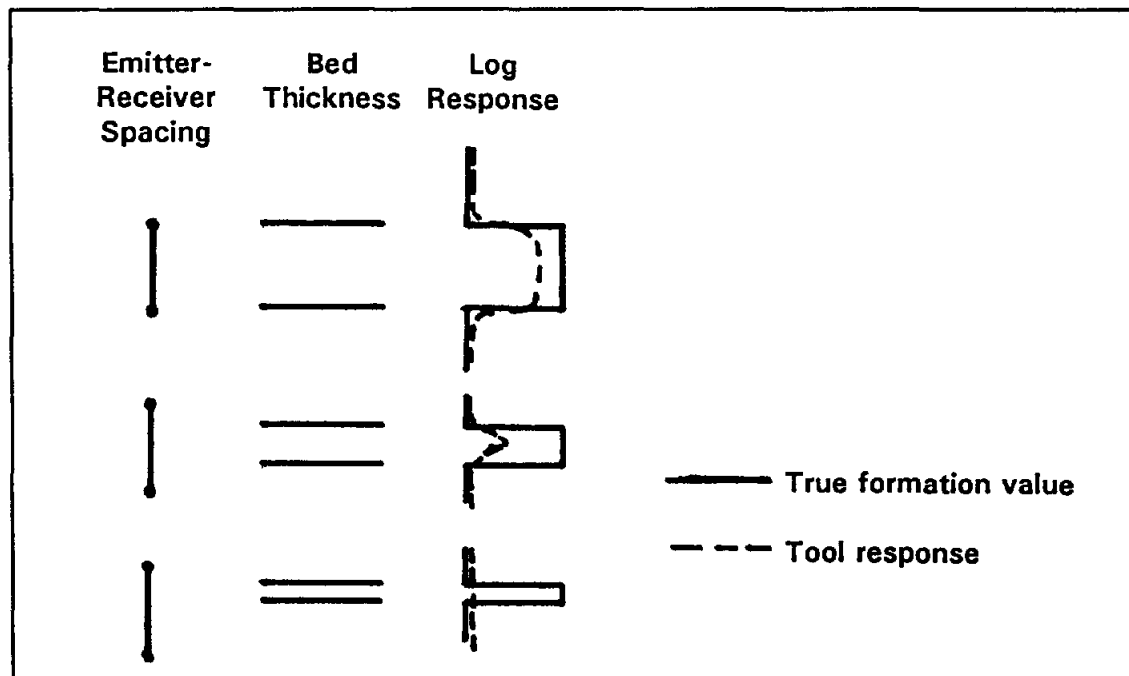 Emitter-
Receiver
Spacing
Bed
Thickness
Log
Response
True formation value
Tool response